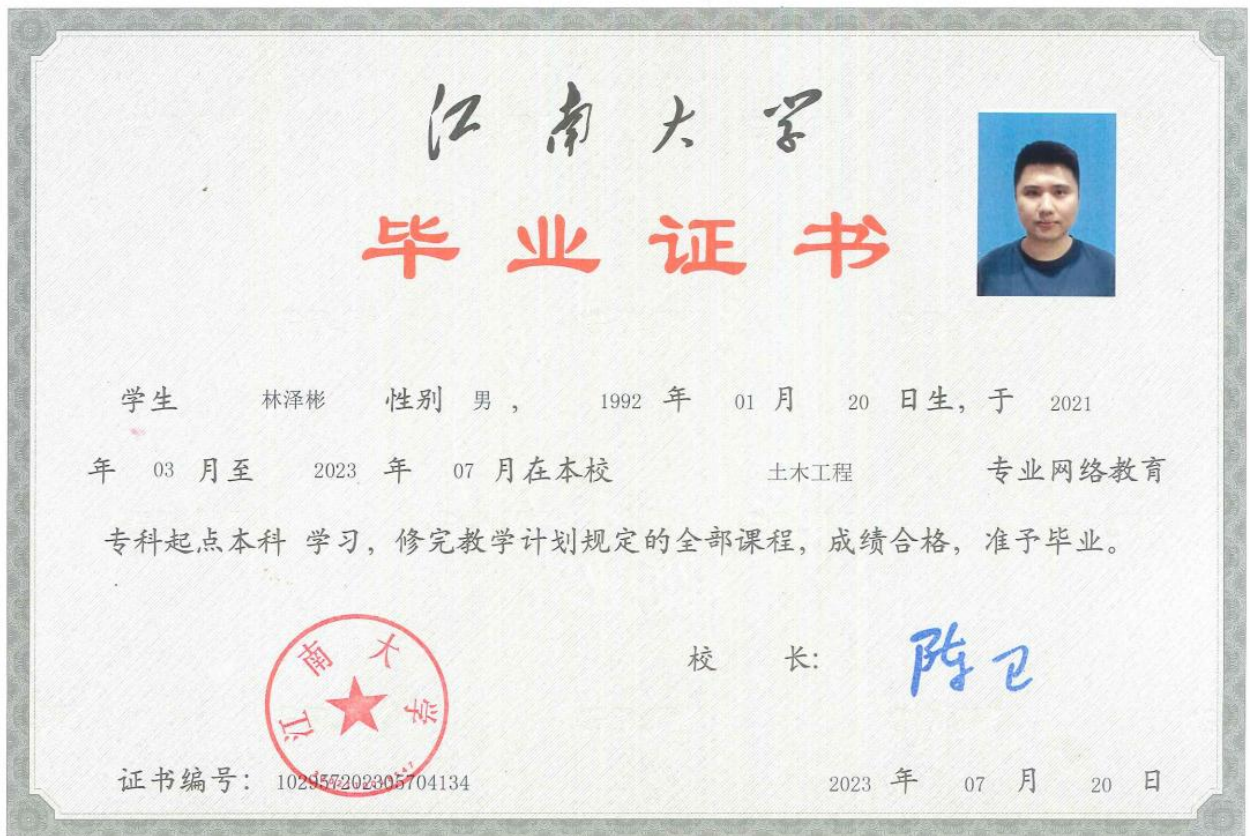 江南大学
毕业证书
学生 林泽彬 性别 男 , 1992 年 01 月 20 日生, 于 2021
年 03 月至 2023 年 07 月在本校 土木工程 专业网络教育
专科起点本科 学习, 修完教学计划规定的全部课程, 成绩合格, 准予毕业。
江南大学
校 长: 陈卫
证书编号: 102957202305704134
2023 年 07 月 20 日